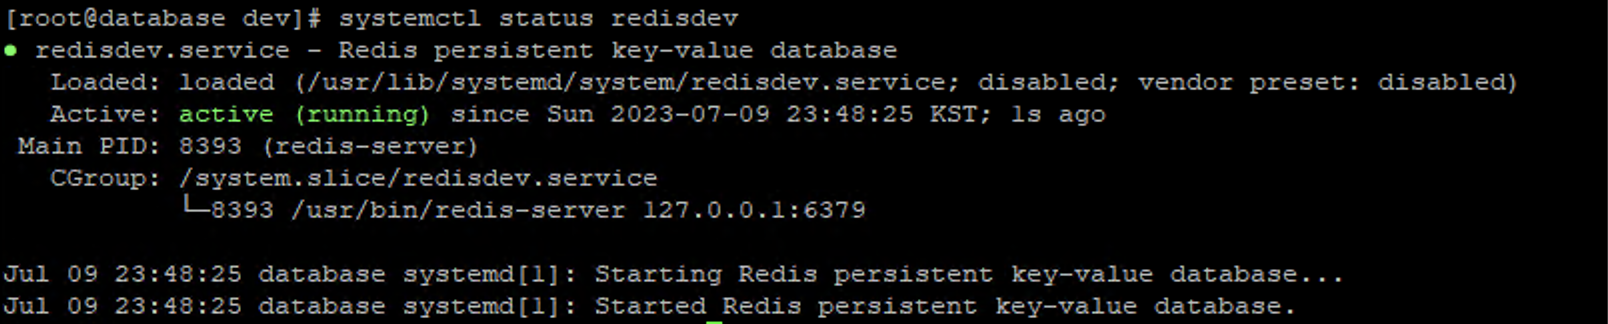 [root@database dev]# systemctl status redisdev
● redisdev.service - Redis persistent key-value database
   Loaded: loaded (/usr/lib/systemd/system/redisdev.service; disabled; vendor preset: disabled)
   Active: active (running) since Sun 2023-07-09 23:48:25 KST; 1s ago
 Main PID: 8393 (redis-server)
   CGroup: /system.slice/redisdev.service
           └─8393 /usr/bin/redis-server 127.0.0.1:6379

Jul 09 23:48:25 database systemd[1]: Starting Redis persistent key-value database...
Jul 09 23:48:25 database systemd[1]: Started Redis persistent key-value database.